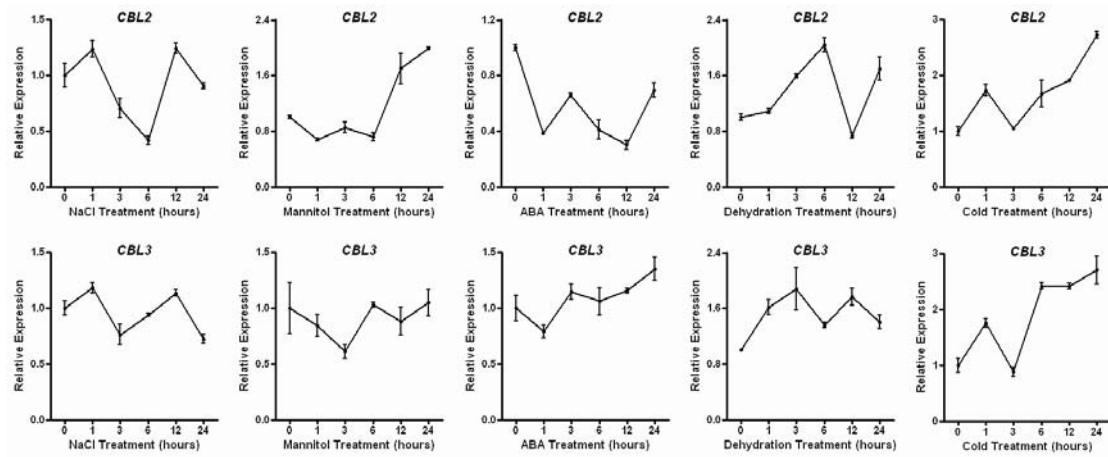 CBL2
Relative Expression
1.5
1.0
0.5
0.0
0 1 3 6 12 24
NaCl Treatment (hours)
CBL2
Relative Expression
2.4
1.6
0.8
0.0
0 1 3 6 12 24
Mannitol Treatment (hours)
CBL2
Relative Expression
1.2
0.8
0.4
0.0
0 1 3 6 12 24
ABA Treatment (hours)
CBL2
Relative Expression
2.4
1.6
0.8
0.0
0 1 3 6 12 24
Dehydration Treatment (hours)
CBL2
Relative Expression
3
2
1
0
0 1 3 6 12 24
Cold Treatment (hours)
CBL3
Relative Expression
1.5
1.0
0.5
0.0
0 1 3 6 12 24
NaCl Treatment (hours)
CBL3
Relative Expression
1.5
1.0
0.5
0.0
0 1 3 6 12 24
Mannitol Treatment (hours)
CBL3
Relative Expression
1.5
1.0
0.5
0.0
0 1 3 6 12 24
ABA Treatment (hours)
CBL3
Relative Expression
2.4
1.6
0.8
0.0
0 1 3 6 12 24
Dehydration Treatment (hours)
CBL3
Relative Expression
3
2
1
0
0 1 3 6 12 24
Cold Treatment (hours)